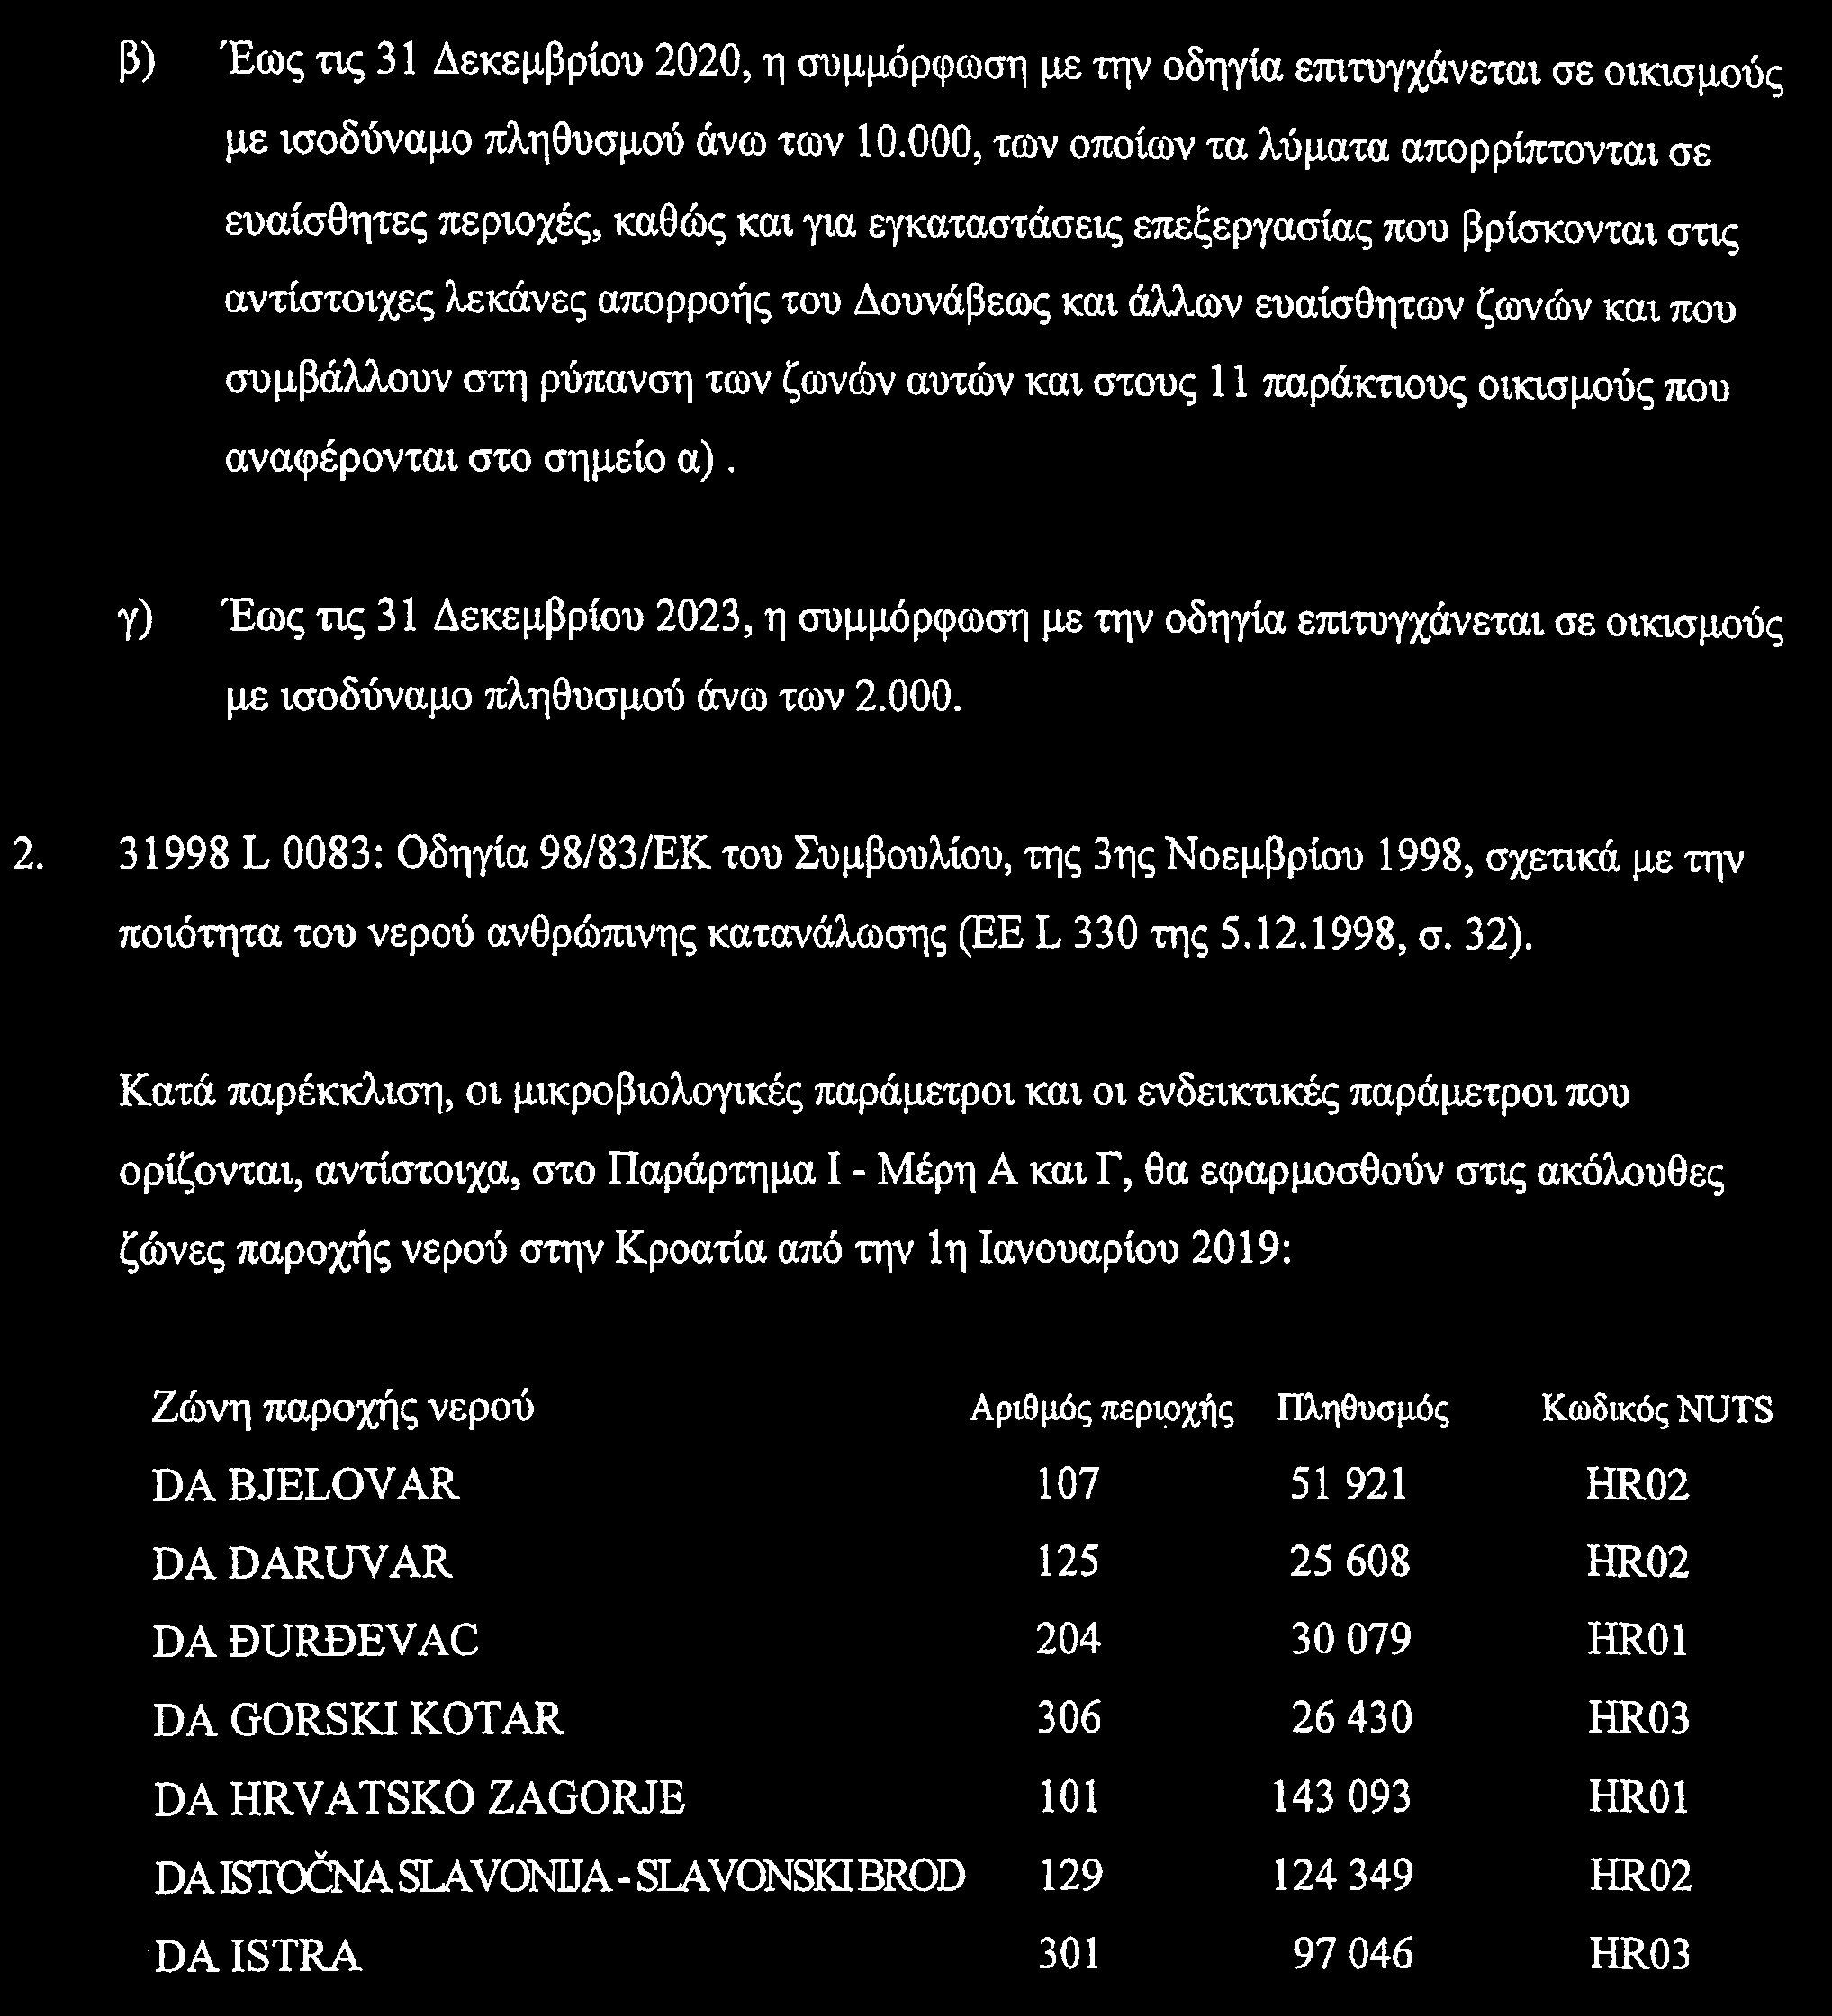 β) Έως τις 31 Δεκεμβρίου 2020, η συμμόρφωση με την οδηγία επιτυγχάνεται σε οικισμούς
με ισοδύναμο πληθυσμού άνω των 10.000, των οποίων τα λύματα απορρίπτονται σε
ευαίσθητες περιοχές, καθώς και για εγκαταστάσεις επεξεργασίας που βρίσκονται στις
αντίστοιχες λεκάνες απορροής του Δουνάβεως και άλλων ευαίσθητων ζωνών και που
συμβάλλουν στη ρύπανση των ζωνών αυτών και στους 11 παράκτιους οικισμούς που
αναφέρονται στο σημείο α) .
γ) Έως τις 31 Δεκεμβρίου 2023, η συμμόρφωση με την οδηγία επιτυγχάνεται σε οικισμούς
με ισοδύναμο πληθυσμού άνω των 2.000.
2. 31998 L 0083: Οδηγία 98/83/ΕΚ του Συμβουλίου, της 3ης Νοεμβρίου 1998, σχετικά με την
ποιότητα του νερού ανθρώπινης κατανάλωσης (ΕΕ L 330 της 5.12.1998, σ. 32).
Κατά παρέκκλιση, οι μικροβιολογικές παράμετροι και οι ενδεικτικές παράμετροι που
ορίζονται, αντίστοιχα, στο Παράρτημα Ι - Μέρη Α και Γ, θα εφαρμοσθούν στις ακόλουθες
ζώνες παροχής νερού στην Κροατία από την 1η Ιανουαρίου 2019:
Ζώνη παροχής νερού Αριθμός περιοχής Πληθυσμός Κωδικός NUTS
DA BJELOVAR 107 51 921 HR02
DA DARUVAR 125 25 608 HR02
DA ĐURĐEVAC 204 30 079 HR01
DA GORSKI KOTAR 306 26 430 HR03
DA HRVATSKO ZAGORJE 101 143 093 HR01
DA ISTOČNA SLAVONIJA - SLAVONSKI BROD 129 124 349 HR02
DA ISTRA 301 97 046 HR03